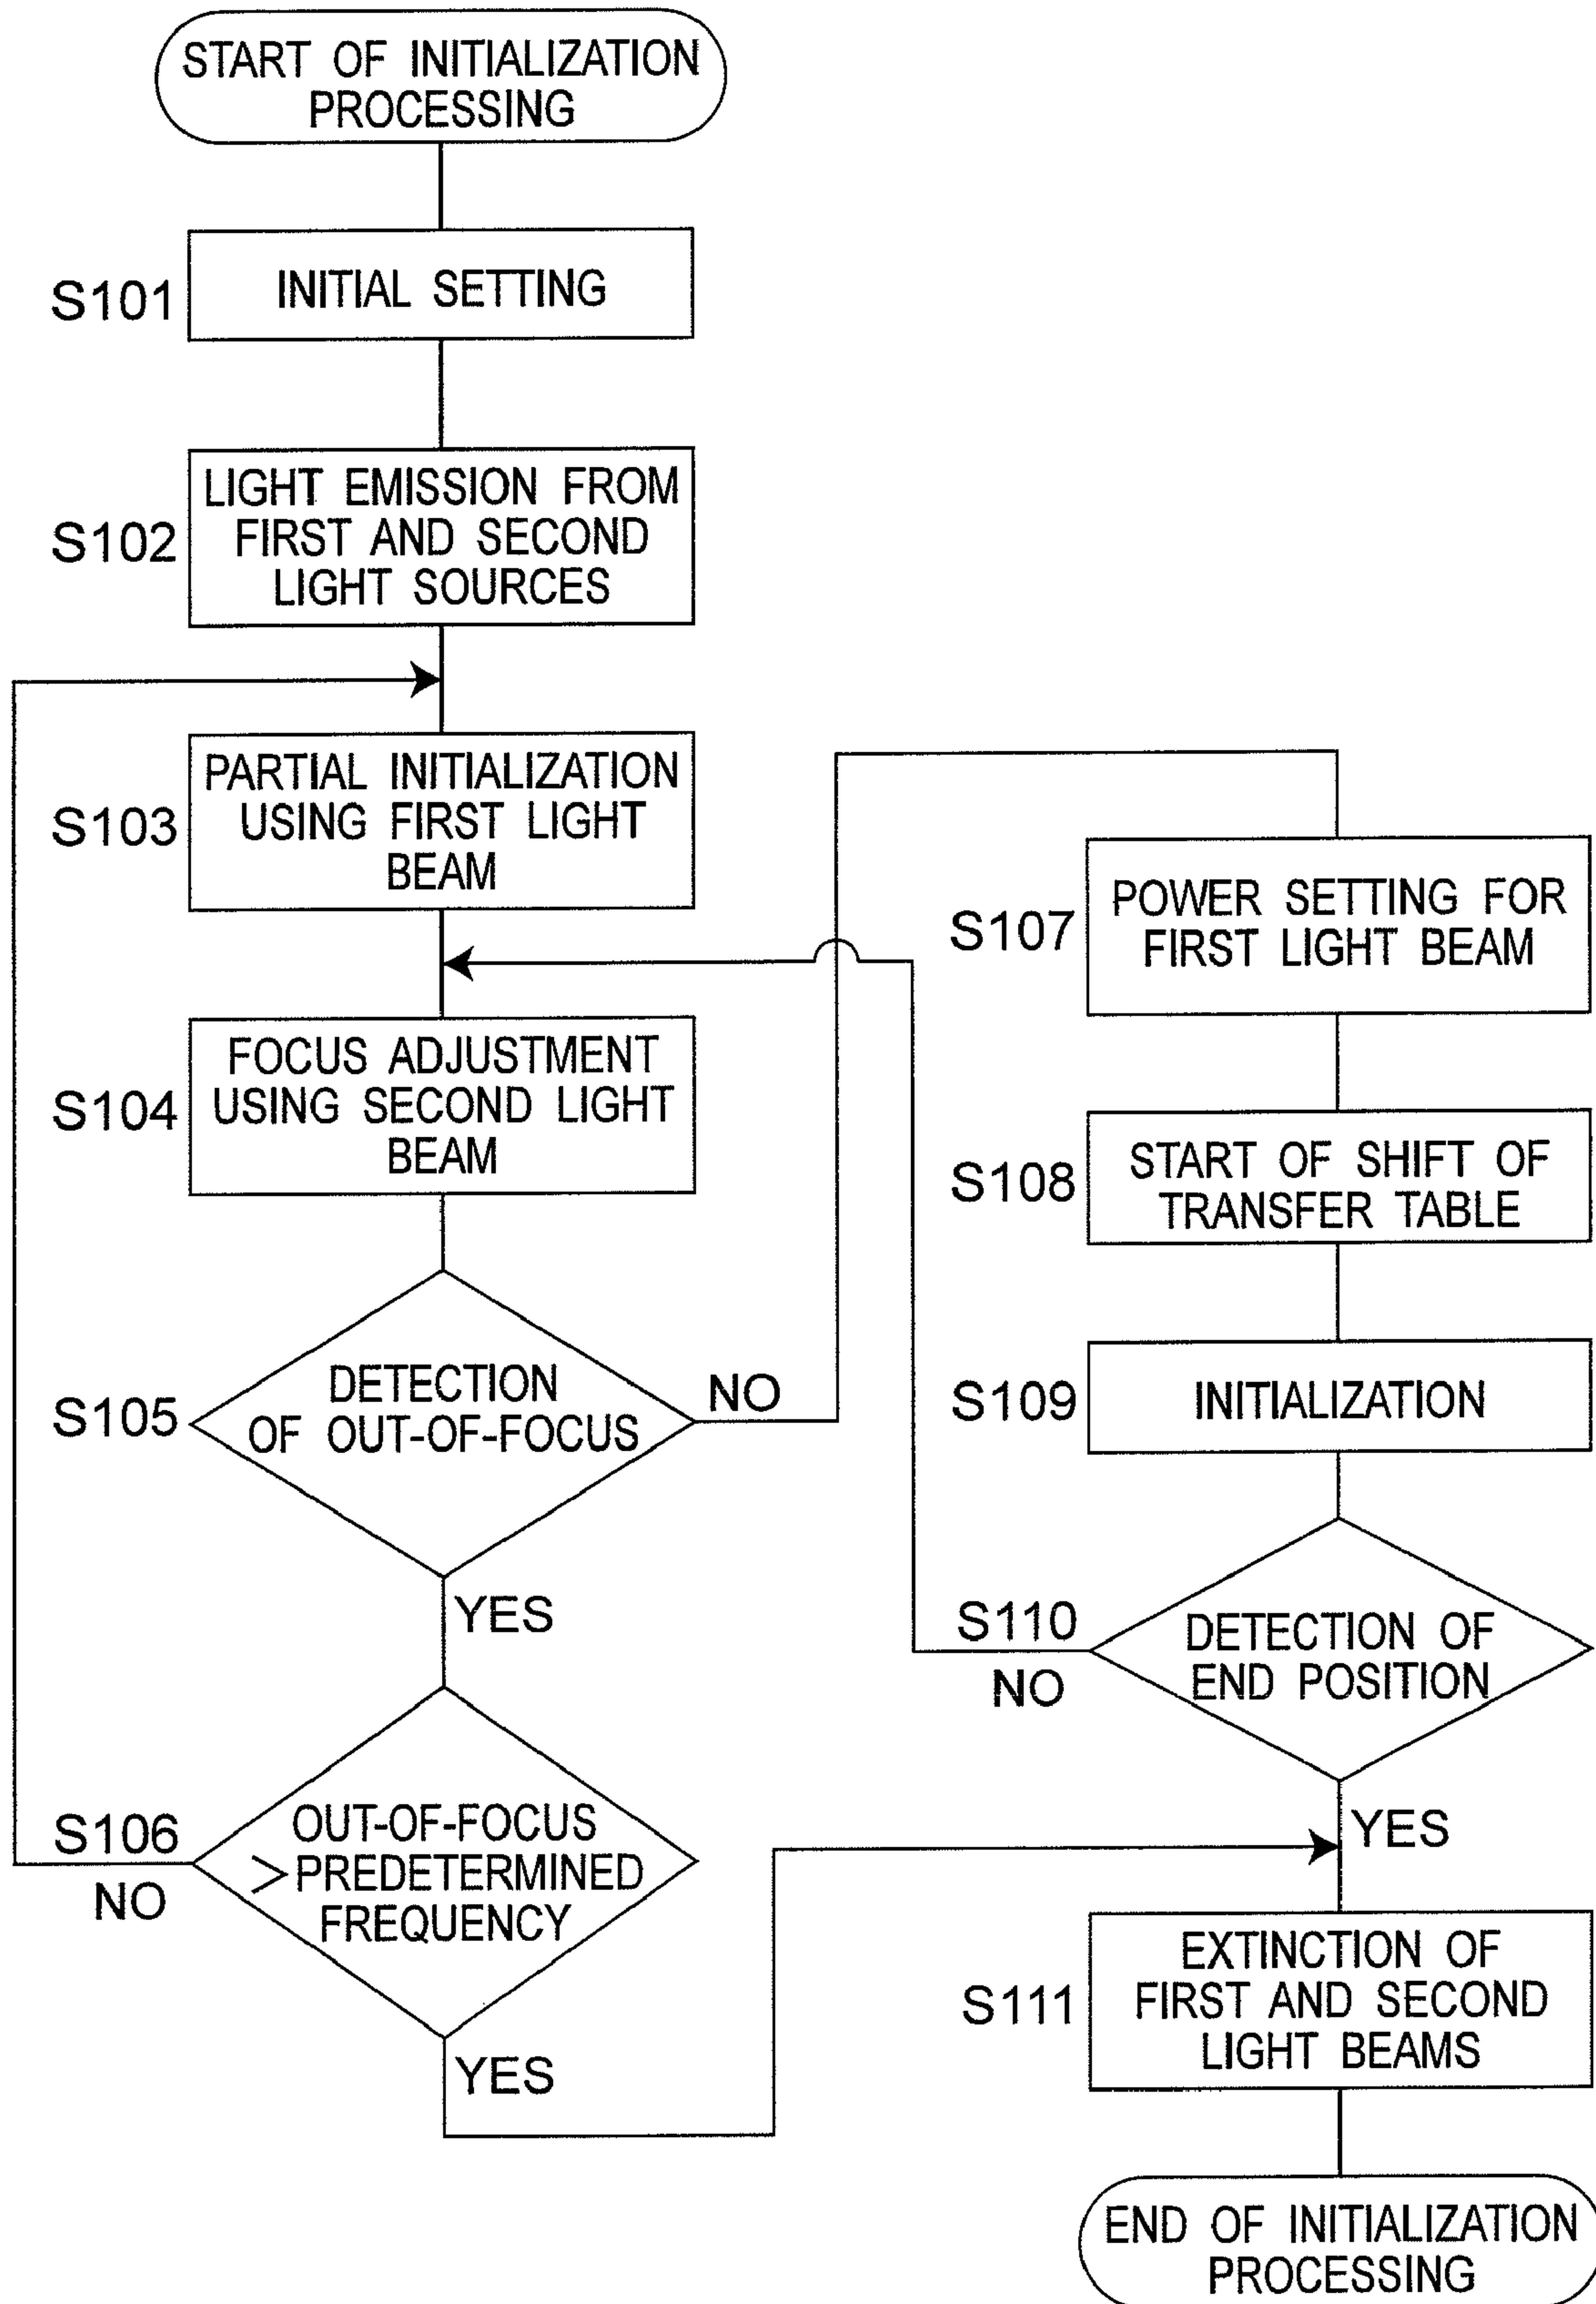 START OF INITIALIZATION
PROCESSING
S101
INITIAL SETTING
S102
LIGHT EMISSION FROM
FIRST AND SECOND
LIGHT SOURCES
S103
PARTIAL INITIALIZATION
USING FIRST LIGHT
BEAM
S104
FOCUS ADJUSTMENT
USING SECOND LIGHT
BEAM
S105
DETECTION
OF OUT-OF-FOCUS
NO
YES
S106
NO
OUT-OF-FOCUS
>PREDETERMINED
FREQUENCY
YES
S107
POWER SETTING FOR
FIRST LIGHT BEAM
S108
START OF SHIFT OF
TRANSFER TABLE
S109
INITIALIZATION
S110
NO
DETECTION OF
END POSITION
YES
S111
EXTINCTION OF
FIRST AND SECOND
LIGHT BEAMS
END OF INITIALIZATION
PROCESSING